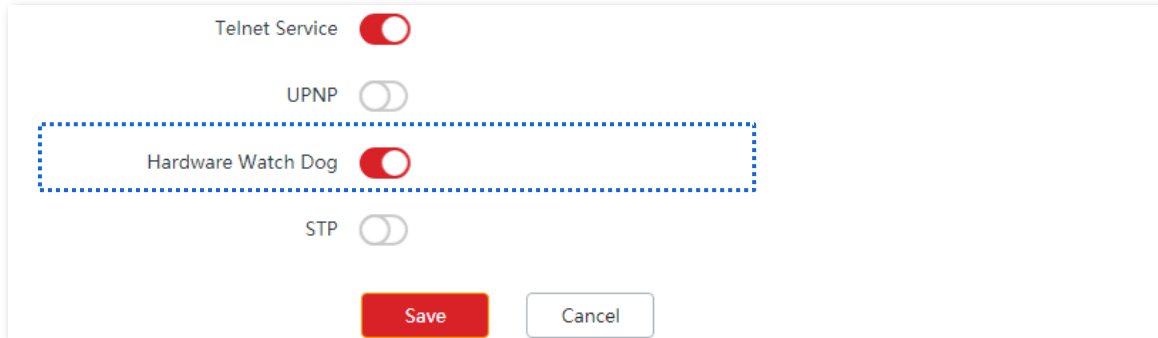 Telnet Service
UPNP
Hardware Watch Dog
STP
Save Cancel